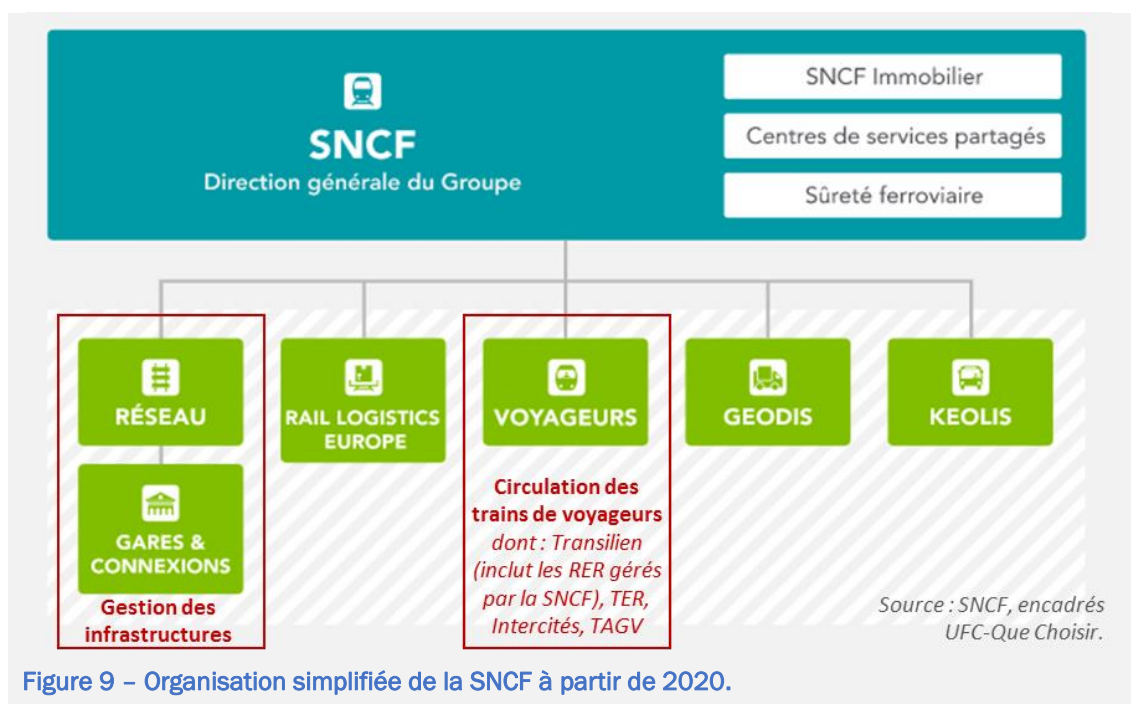 SNCF
Direction générale du Groupe
SNCF Immobilier
Centres de services partagés
Sûreté ferroviaire
RÉSEAU
GARES &
CONNEXIONS
Gestion des
infrastructures
RAIL LOGISTICS
EUROPE
VOYAGEURS
Circulation des
trains de voyageurs
dont : Transilien
(inclut les RER gérés
par la SNCF), TER,
Intercités, TAGV
GEODIS
KEOLIS
Source : SNCF, encadrés
UFC-Que Choisir.
Figure 9 – Organisation simplifiée de la SNCF à partir de 2020.